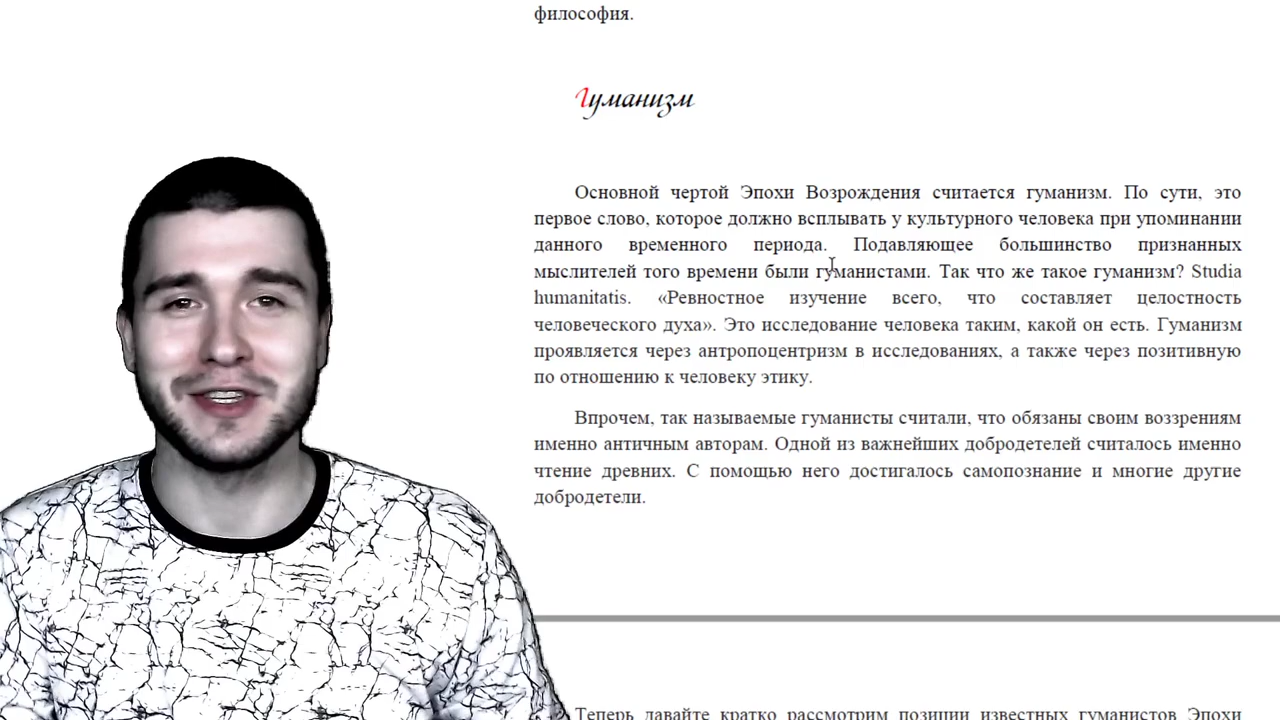 философия.
Гуманизм
Основной чертой Эпохи Возрождения считается гуманизм. По сути, это
первое слово, которое должно всплывать у культурного человека при упоминании
данного временного периода. Подавляющее большинство признанных
мыслителей того времени были гуманистами. Так что же такое гуманизм? Studia
humanitatis. «Ревностное изучение всего, что составляет целостность
человеческого духа». Это исследование человека таким, какой он есть. Гуманизм
проявляется через антропоцентризм в исследованиях, а также через позитивную
по отношению к человеку этику.
Впрочем, так называемые гуманисты считали, что обязаны своим воззрениям
именно античным авторам. Одной из важнейших добродетелей считалось именно
чтение древних. С помощью него достигалось самопознание и многие другие
добродетели.
Теперь давайте кратко рассмотрим позиции известных гуманистов Эпохи